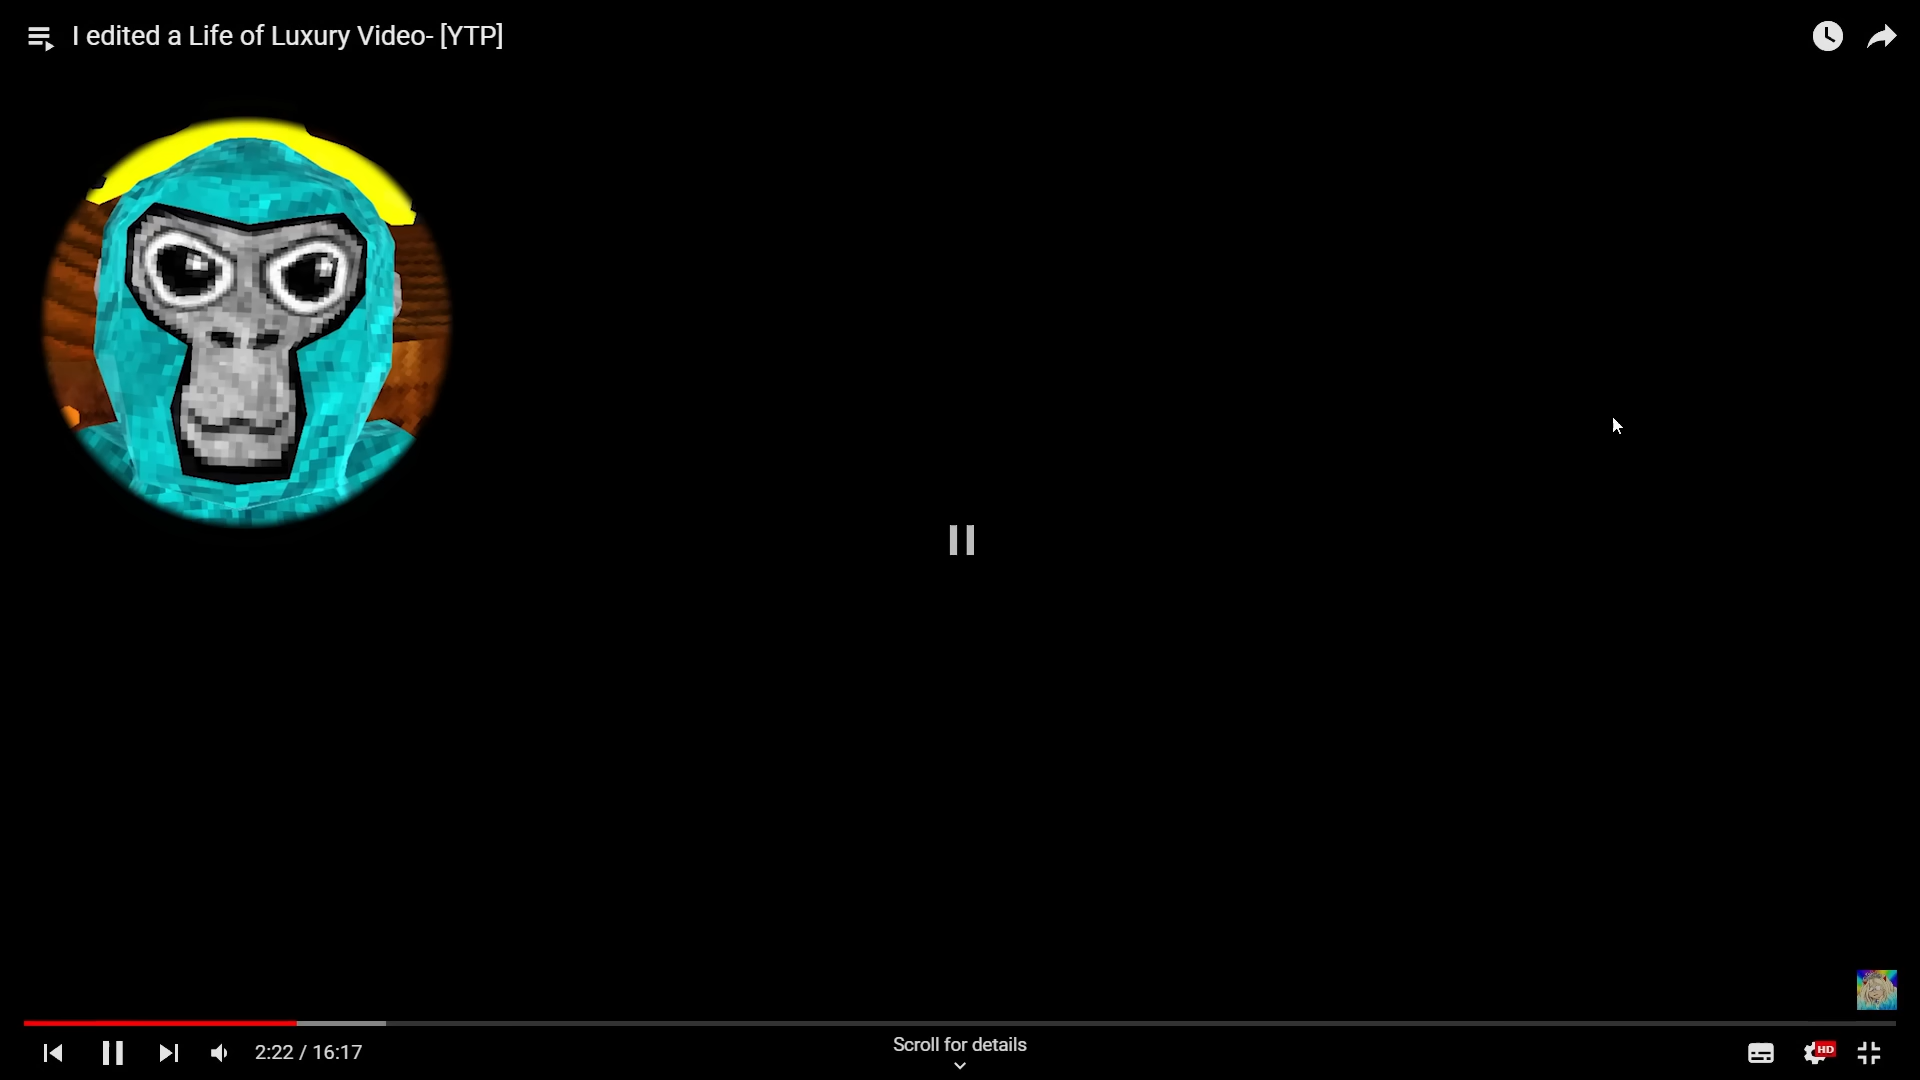 I edited a Life of Luxury Video- [YTP]
2:22 / 16:17
Scroll for details
HD